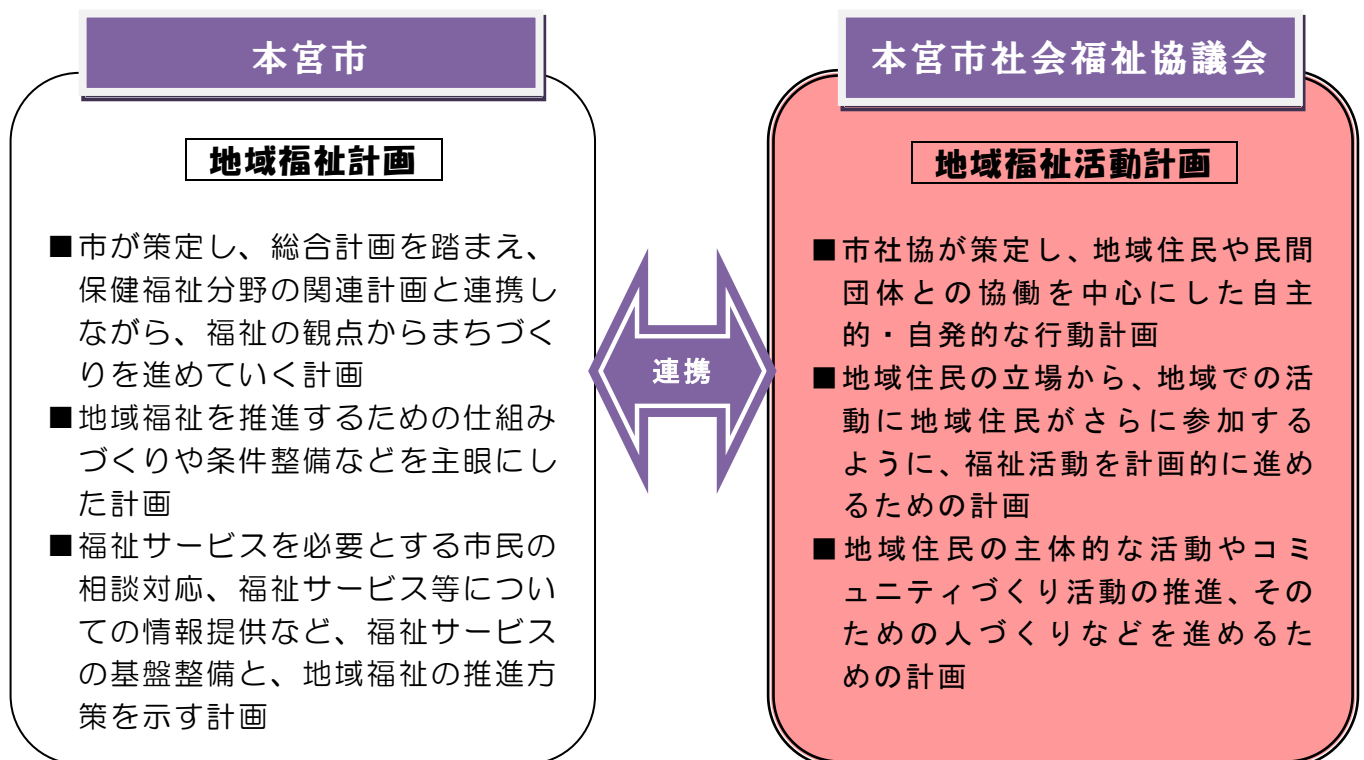 本宮市
地域福祉計画
■市が策定し、総合計画を踏まえ、
保健福祉分野の関連計画と連携し
ながら、福祉の観点からまちづく
りを進めていく計画
■地域福祉を推進するための仕組み
づくりや条件整備などを主眼にし
た計画
■福祉サービスを必要とする市民の
相談対応、福祉サービス等につい
ての情報提供など、福祉サービス
の基盤整備と、地域福祉の推進方
策を示す計画
連携
本宮市社会福祉協議会
地域福祉活動計画
■市社協が策定し、地域住民や民間
団体との協働を中心にした自主
的・自発的な行動計画
■地域住民の立場から、地域での活
動に地域住民がさらに参加する
ように、福祉活動を計画的に進め
るための計画
■地域住民の主体的な活動やコミ
ュニティづくり活動の推進、その
ための人づくりなどを進めるた
めの計画